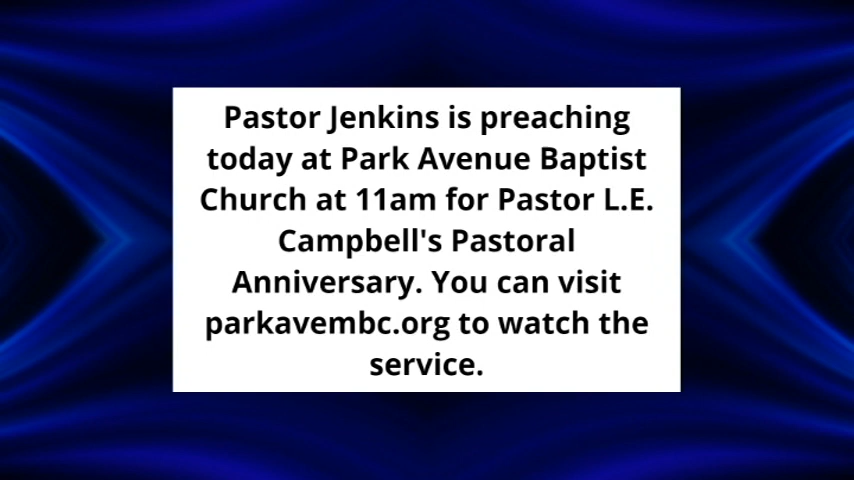 Pastor Jenkins is preaching
today at Park Avenue Baptist
Church at 11am for Pastor L.E.
Campbell's Pastoral
Anniversary. You can visit
parkavembc.org to watch the
service.